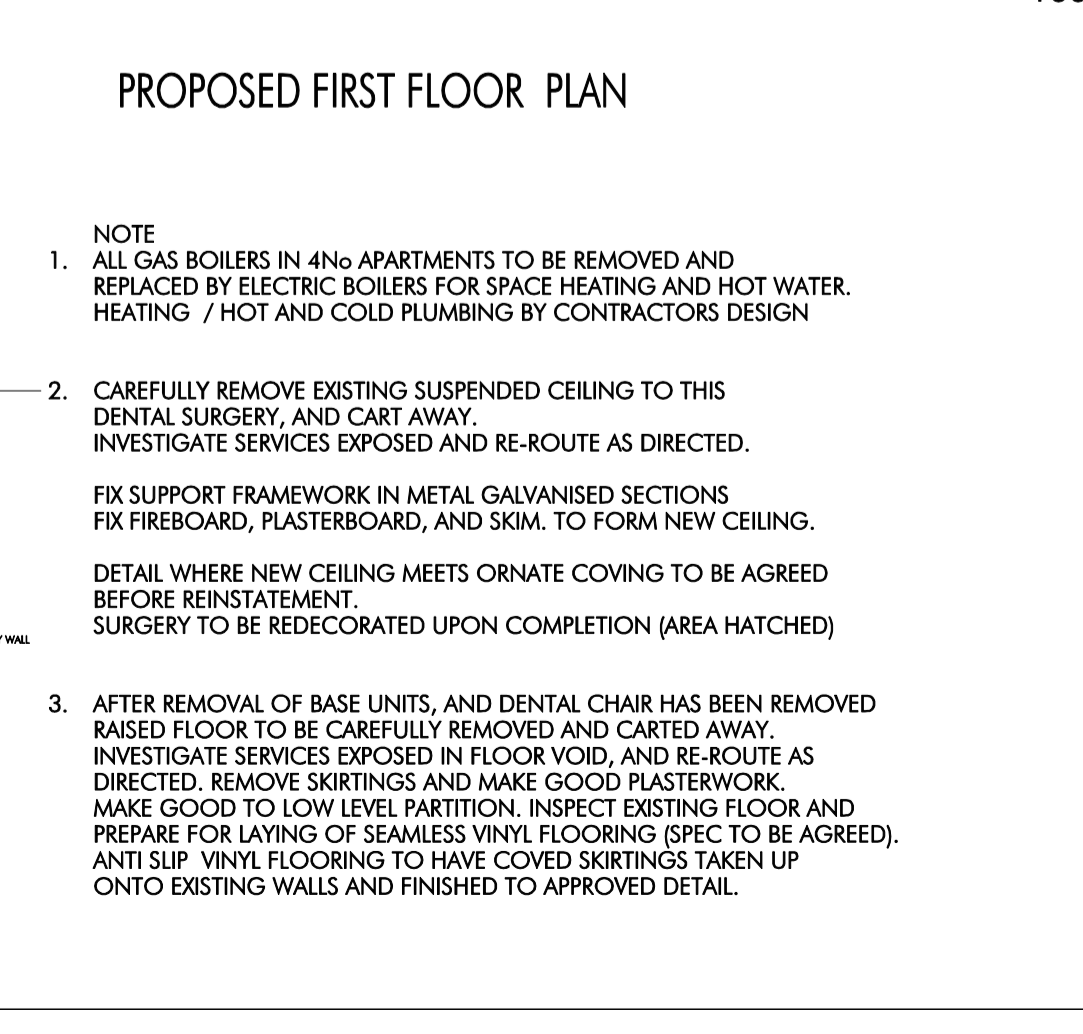 PROPOSED FIRST FLOOR PLAN
NOTE
1. ALL GAS BOILERS IN 4No APARTMENTS TO BE REMOVED AND
REPLACED BY ELECTRIC BOILERS FOR SPACE HEATING AND HOT WATER.
HEATING / HOT AND COLD PLUMBING BY CONTRACTORS DESIGN
2. CAREFULLY REMOVE EXISTING SUSPENDED CEILING TO THIS
DENTAL SURGERY, AND CART AWAY.
INVESTIGATE SERVICES EXPOSED AND RE-ROUTE AS DIRECTED.
FIX SUPPORT FRAMEWORK IN METAL GALVANISED SECTIONS
FIX FIREBOARD, PLASTERBOARD, AND SKIM. TO FORM NEW CEILING.
DETAIL WHERE NEW CEILING MEETS ORNATE COVING TO BE AGREED
BEFORE REINSTATEMENT.
SURGERY TO BE REDECORATED UPON COMPLETION (AREA HATCHED)
WALL
3. AFTER REMOVAL OF BASE UNITS, AND DENTAL CHAIR HAS BEEN REMOVED
RAISED FLOOR TO BE CAREFULLY REMOVED AND CARTED AWAY.
INVESTIGATE SERVICES EXPOSED IN FLOOR VOID, AND RE-ROUTE AS
DIRECTED. REMOVE SKIRTINGS AND MAKE GOOD PLASTERWORK.
MAKE GOOD TO LOW LEVEL PARTITION. INSPECT EXISTING FLOOR AND
PREPARE FOR LAYING OF SEAMLESS VINYL FLOORING (SPEC TO BE AGREED).
ANTI SLIP VINYL FLOORING TO HAVE COVED SKIRTINGS TAKEN UP
ONTO EXISTING WALLS AND FINISHED TO APPROVED DETAIL.